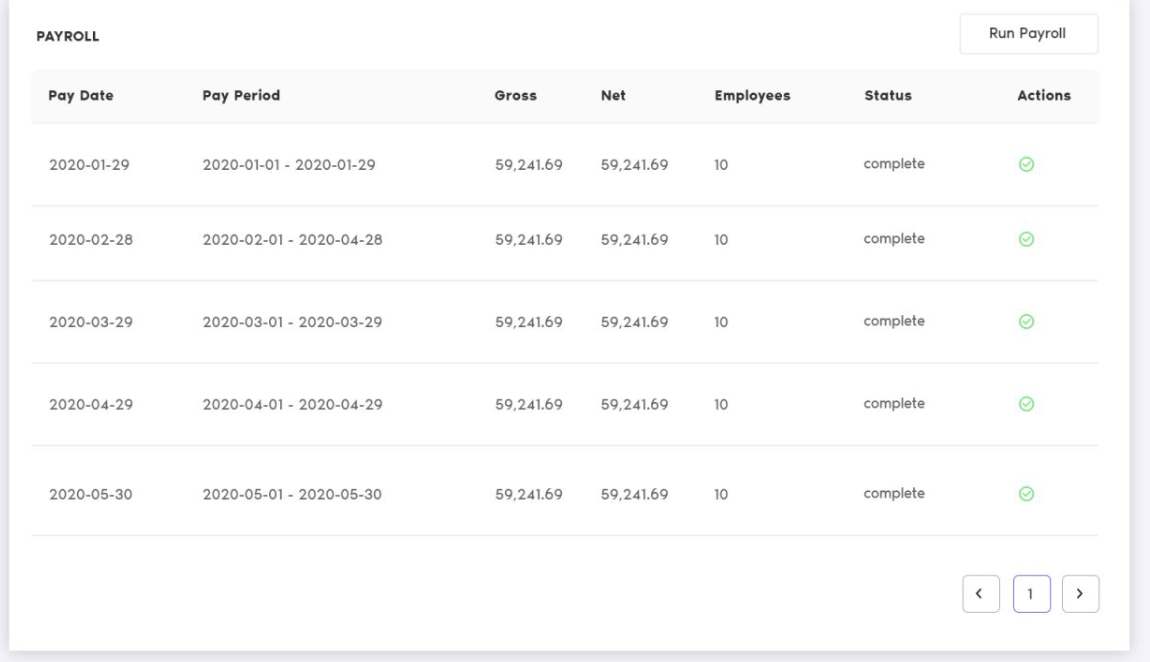 PAYROLL
Run Payroll
Pay Date Pay Period Gross Net Employees Status Actions
2020-01-29 2020-01-01 - 2020-01-29 59,241.69 59,241.69 10 complete
2020-02-28 2020-02-01 - 2020-04-28 59,241.69 59,241.69 10 complete
2020-03-29 2020-03-01 - 2020-03-29 59,241.69 59,241.69 10 complete
2020-04-29 2020-04-01 - 2020-04-29 59,241.69 59,241.69 10 complete
2020-05-30 2020-05-01 - 2020-05-30 59,241.69 59,241.69 10 complete
1